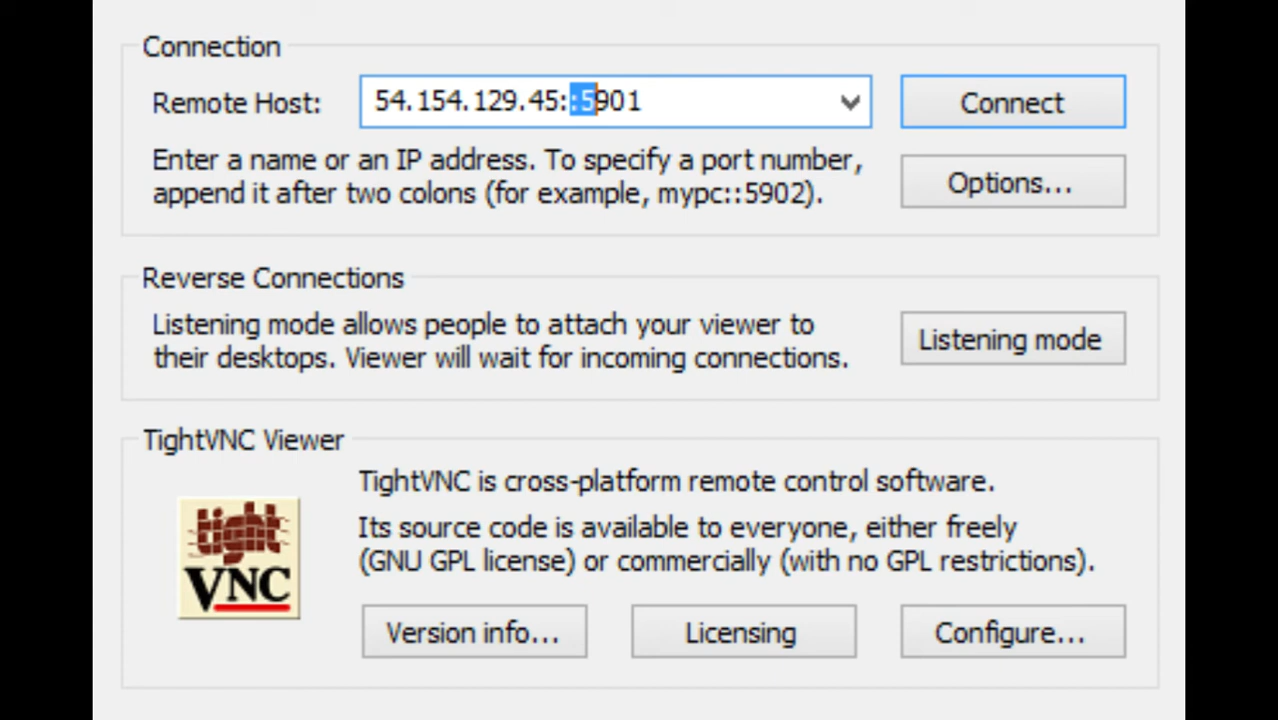 Connection
Remote Host: 54.154.129.45::5901
Connect
Enter a name or an IP address. To specify a port number,
append it after two colons (for example, mypc::5902).
Options...
Reverse Connections
Listening mode allows people to attach your viewer to
their desktops. Viewer will wait for incoming connections.
Listening mode
TightVNC Viewer
tight
VNC
TightVNC is cross-platform remote control software.
Its source code is available to everyone, either freely
(GNU GPL license) or commercially (with no GPL restrictions).
Version info...
Licensing
Configure...